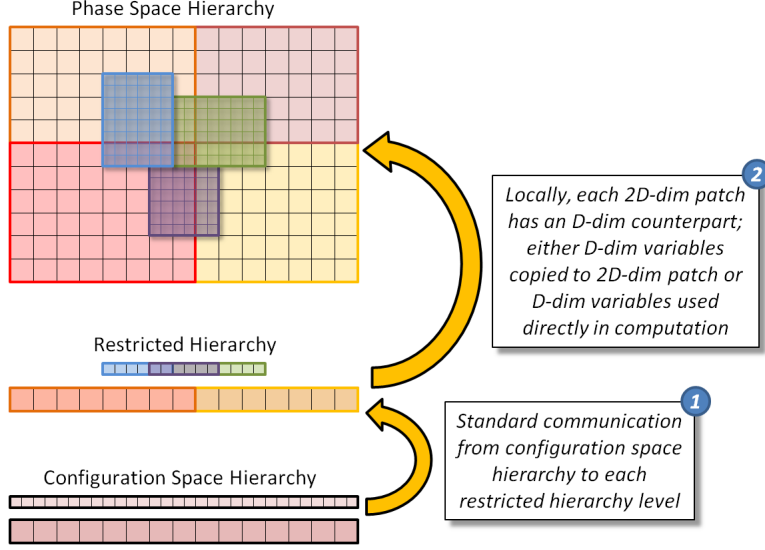 Phase Space Hierarchy
2
Locally, each 2D-dim patch
has an D-dim counterpart;
either D-dim variables
copied to 2D-dim patch or
D-dim variables used
directly in computation
Restricted Hierarchy
1
Standard communication
from configuration space
hierarchy to each
restricted hierarchy level
Configuration Space Hierarchy